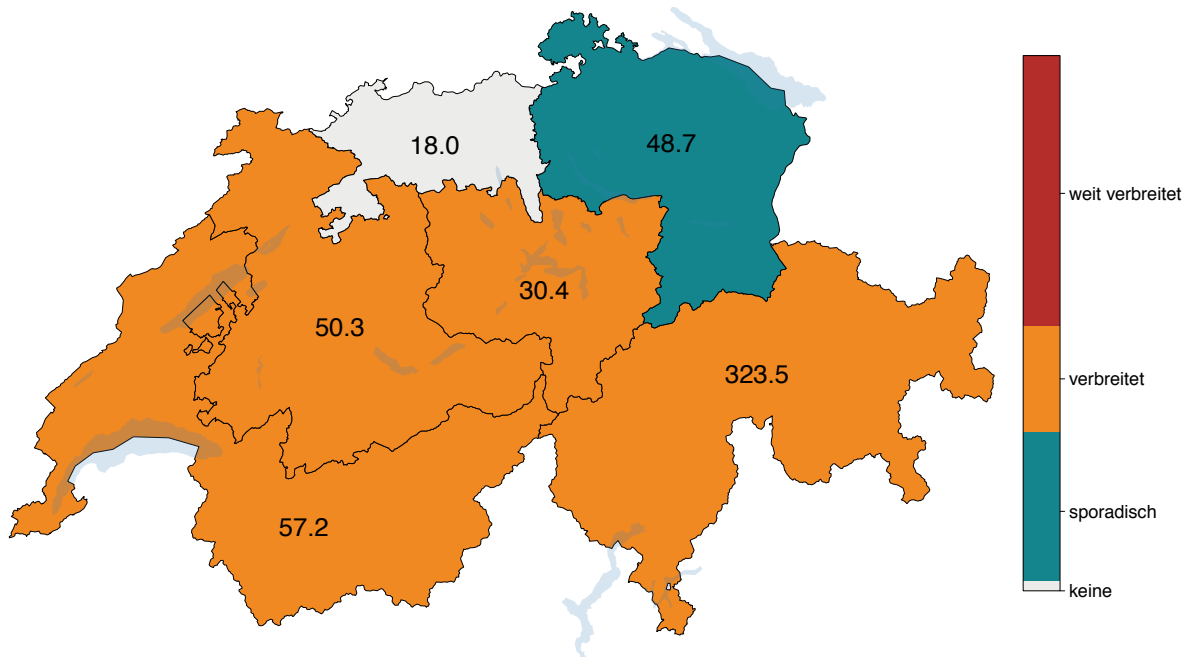 18.0
48.7
weit verbreitet
30.4
50.3
323.5
verbreitet
57.2
sporadisch
keine